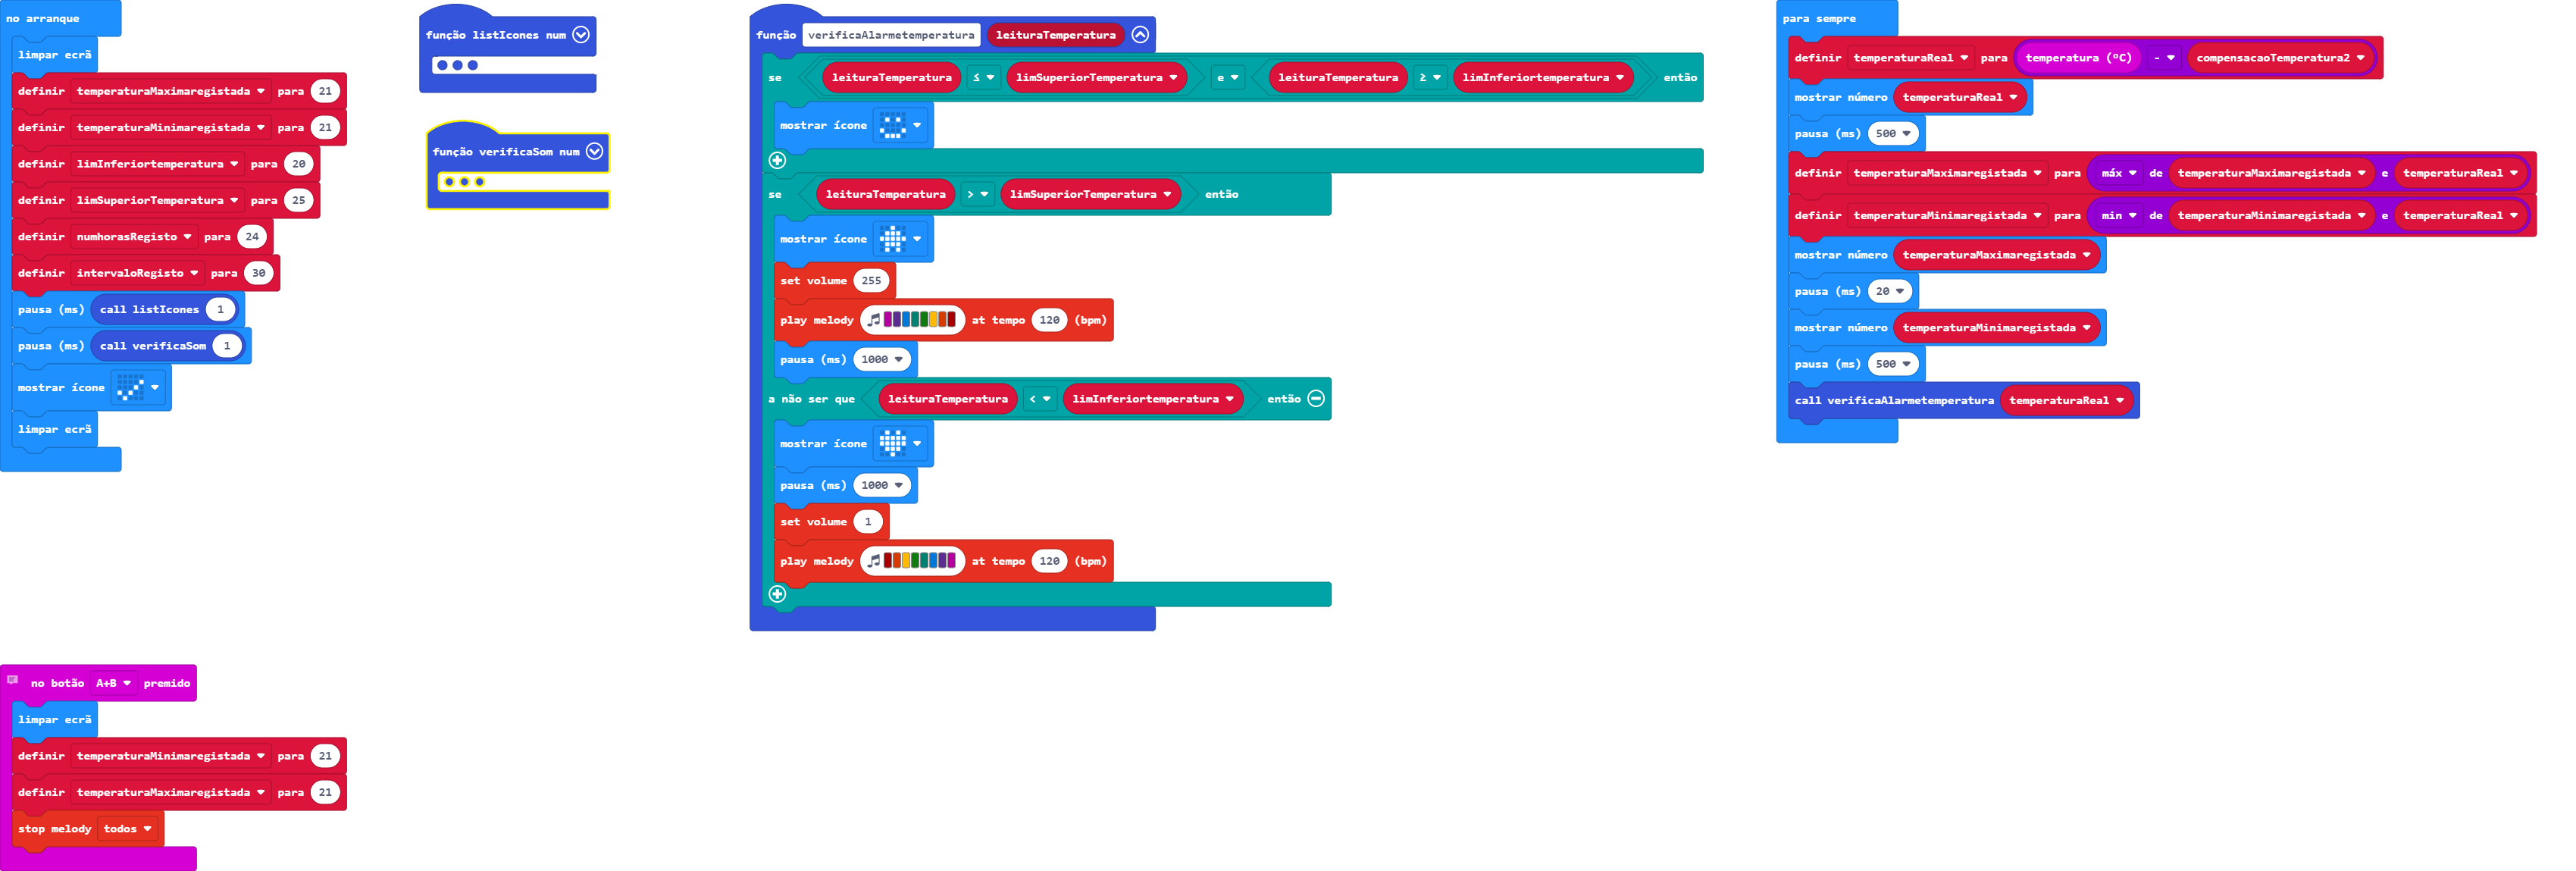 no arranque
limpar ecrã
definir temperaturaMaximaregistada para 21
definir temperaturaMinimaregistada para 21
definir limInferiortemperatura para 20
definir limSuperiorTemperatura para 25
definir numhorasRegisto para 24
definir intervaloRegisto para 30
pausa (ms) call listIcones 1
pausa (ms) call verificaSom 1
mostrar ícone
limpar ecrã
função listIcones num
função verificaSom num
função verificaAlarmetemperatura leituraTemperatura
se leituraTemperatura ≤ limSuperiorTemperatura e leituraTemperatura ≥ limInferiortemperatura então
mostrar ícone
se leituraTemperatura > limSuperiorTemperatura então
mostrar ícone
set volume 255
play melody at tempo 120 (bpm)
pausa (ms) 1000
a não ser que leituraTemperatura < limInferiortemperatura então
mostrar ícone
pausa (ms) 1000
set volume 1
play melody at tempo 120 (bpm)
para sempre
definir temperaturaReal para temperatura (ºC) - compensacaoTemperatura2
mostrar número temperaturaReal
pausa (ms) 500
definir temperaturaMaximaregistada para máx de temperaturaMaximaregistada e temperaturaReal
definir temperaturaMinimaregistada para min de temperaturaMinimaregistada e temperaturaReal
mostrar número temperaturaMaximaregistada
pausa (ms) 20
mostrar número temperaturaMinimaregistada
pausa (ms) 500
call verificaAlarmetemperatura temperaturaReal
no botão A+B premido
limpar ecrã
definir temperaturaMinimaregistada para 21
definir temperaturaMaximaregistada para 21
stop melody todos